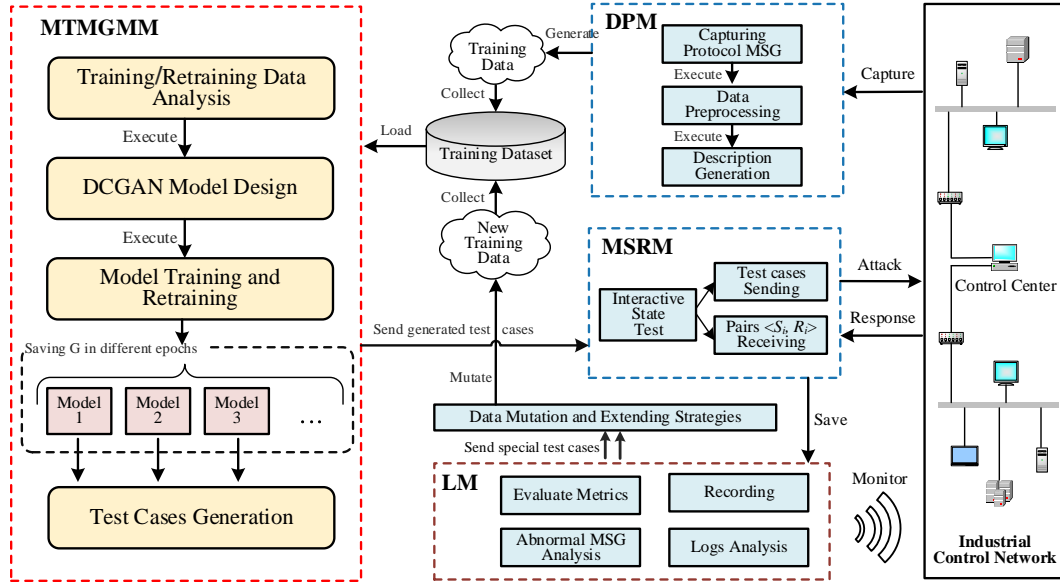 MTMGMM
Training/Retraining Data
Analysis
Execute
DCGAN Model Design
Execute
Model Training and
Retraining
Saving G in different epochs
Model
1
Model
2
Model
3
...
Test Cases Generation
Training
Data
Generate
Collect
Load
Training Dataset
Collect
New
Training
Data
Mutate
Send generated test cases
DPM
Capturing
Protocol MSG
Execute
Data
Preprocessing
Execute
Description
Generation
Capture
MSRM
Interactive
State
Test
Test cases
Sending
Pairs <Si, Ri>
Receiving
Attack
Response
Save
Data Mutation and Extending Strategies
Send special test cases
LM
Evaluate Metrics
Recording
Abnormal MSG
Analysis
Logs Analysis
Monitor
Control Center
Industrial
Control Network